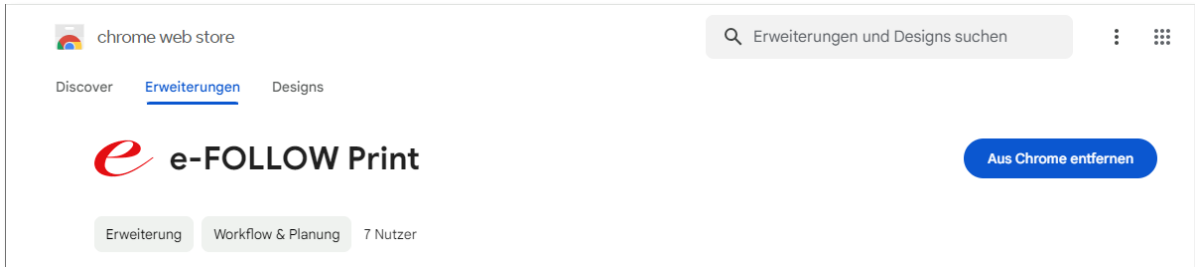 chrome web store
Erweiterungen und Designs suchen
Discover Erweiterungen Designs
e e-FOLLOW Print
Aus Chrome entfernen
Erweiterung Workflow & Planung 7 Nutzer